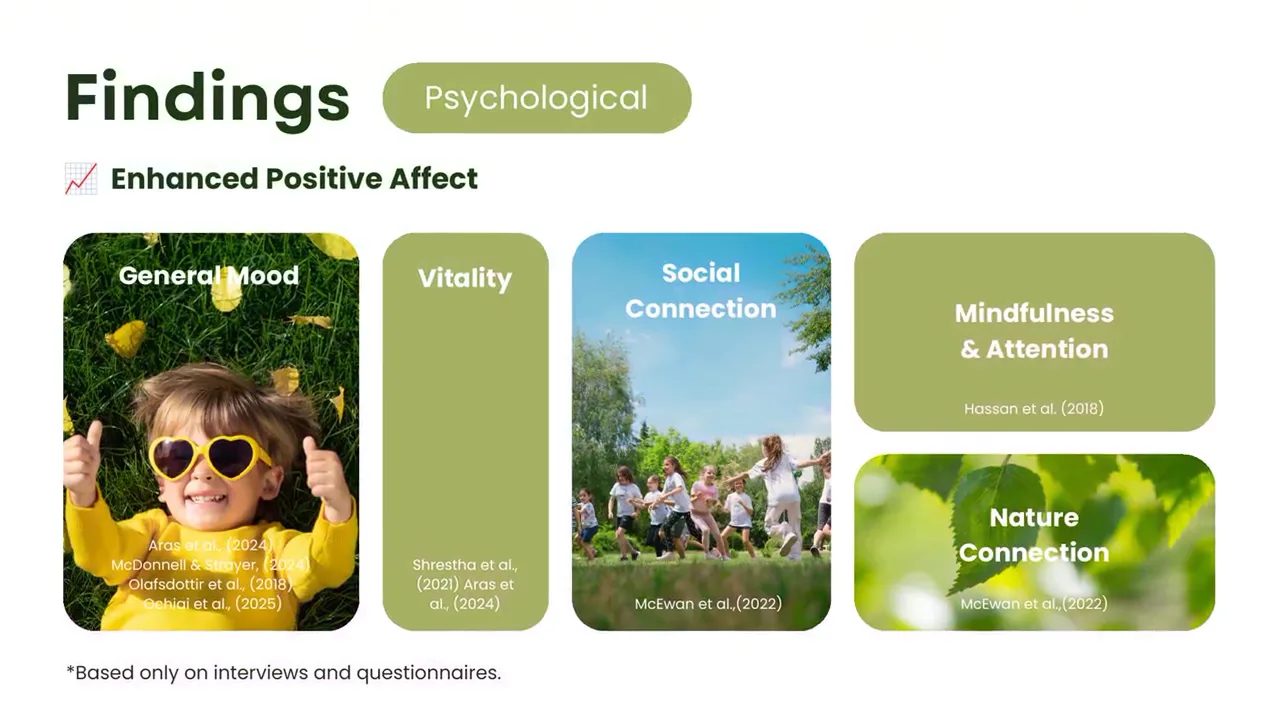 Findings
Psychological
Enhanced Positive Affect
General Mood
Aras et al., (2024)
McDonnell & Strayer, (2024)
Olafsdottir et al., (2018)
Ochiai et al., (2025)
Vitality
Shrestha et al.,
(2021) Aras et
al., (2024)
Social
Connection
McEwan et al.,(2022)
Mindfulness
& Attention
Hassan et al. (2018)
Nature
Connection
McEwan et al.,(2022)
*Based only on interviews and questionnaires.